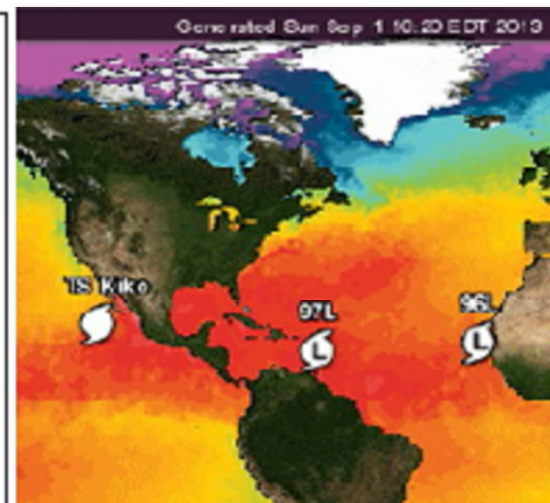 Generated Sun Sep 1 10:20 EDT 2013
TS Kiko
97L
96L
L
L